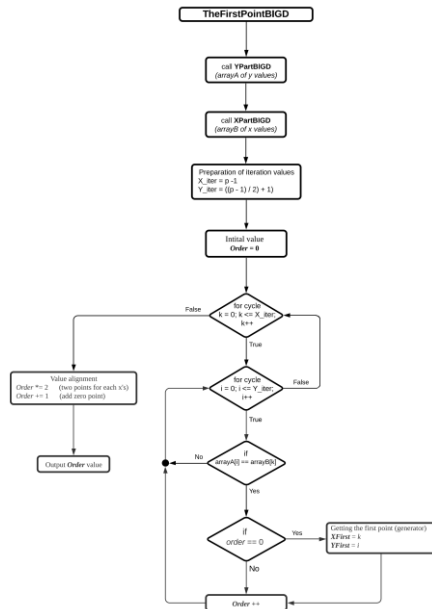 TheFirstPointBIGD
call YPartBIGD
(arrayA of y values)
call XPartBIGD
(arrayB of x values)
Preparation of iteration values
X_iter = p -1
Y_iter = ((p - 1) / 2) + 1)
Intital value
Order = 0
for cycle
k = 0; k <= X_iter;
k++
False
True
Value alignment
Order *= 2 (two points for each x's)
Order += 1 (add zero point)
Output Order value
for cycle
i = 0; i <= Y_iter;
i++
False
True
if
arrayA[i] == arrayB[k]
No
Yes
if
order == 0
Yes
No
Getting the first point (generator)
XFirst = k
YFirst = i
Order ++